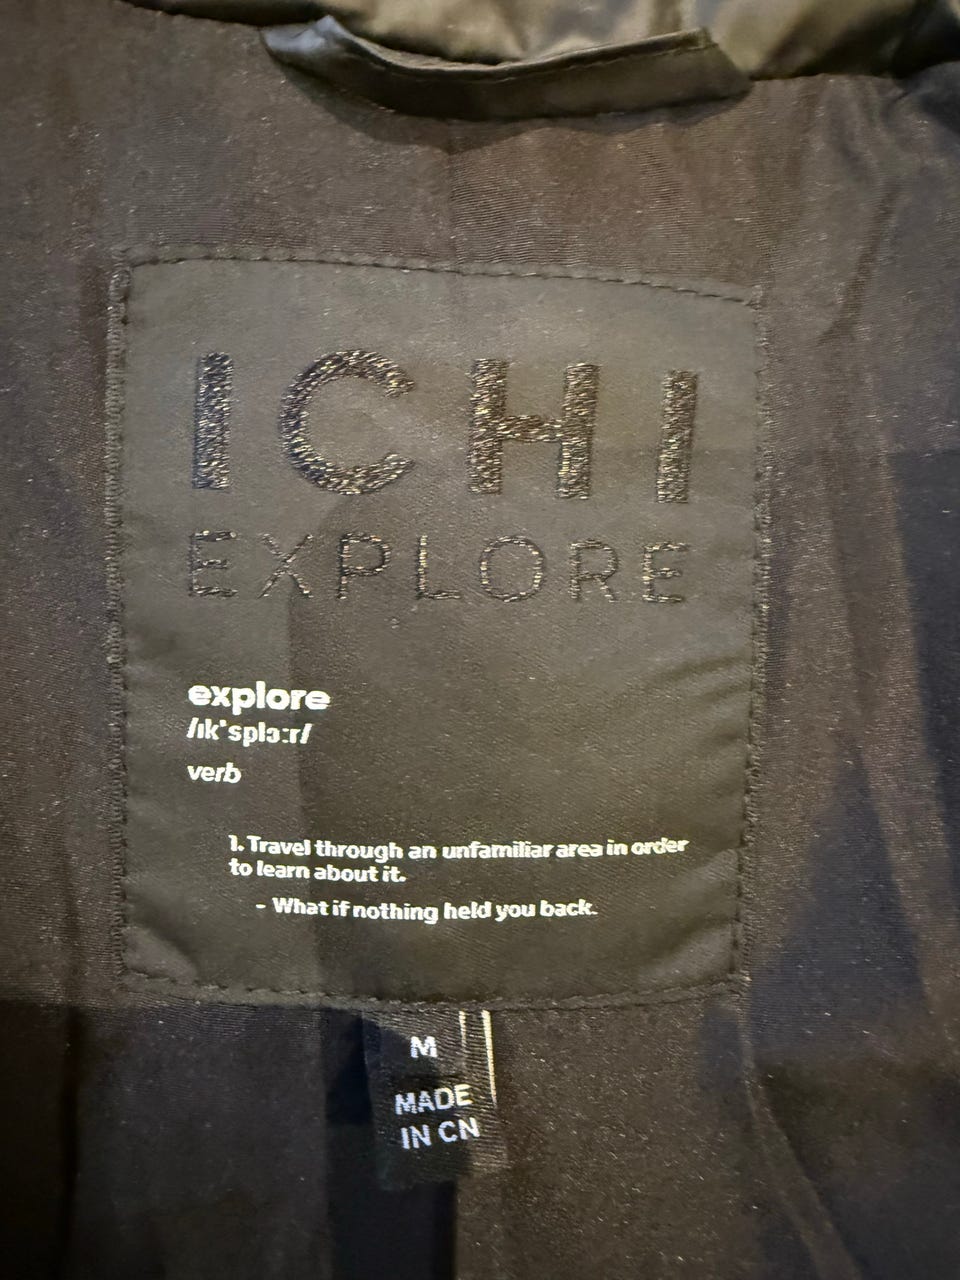 ICHI
EXPLORE
explore
/ɪk'splɔ:r/
verb
1. Travel through an unfamiliar area in order
to learn about it.
- What if nothing held you back.
M
MADE
IN CN